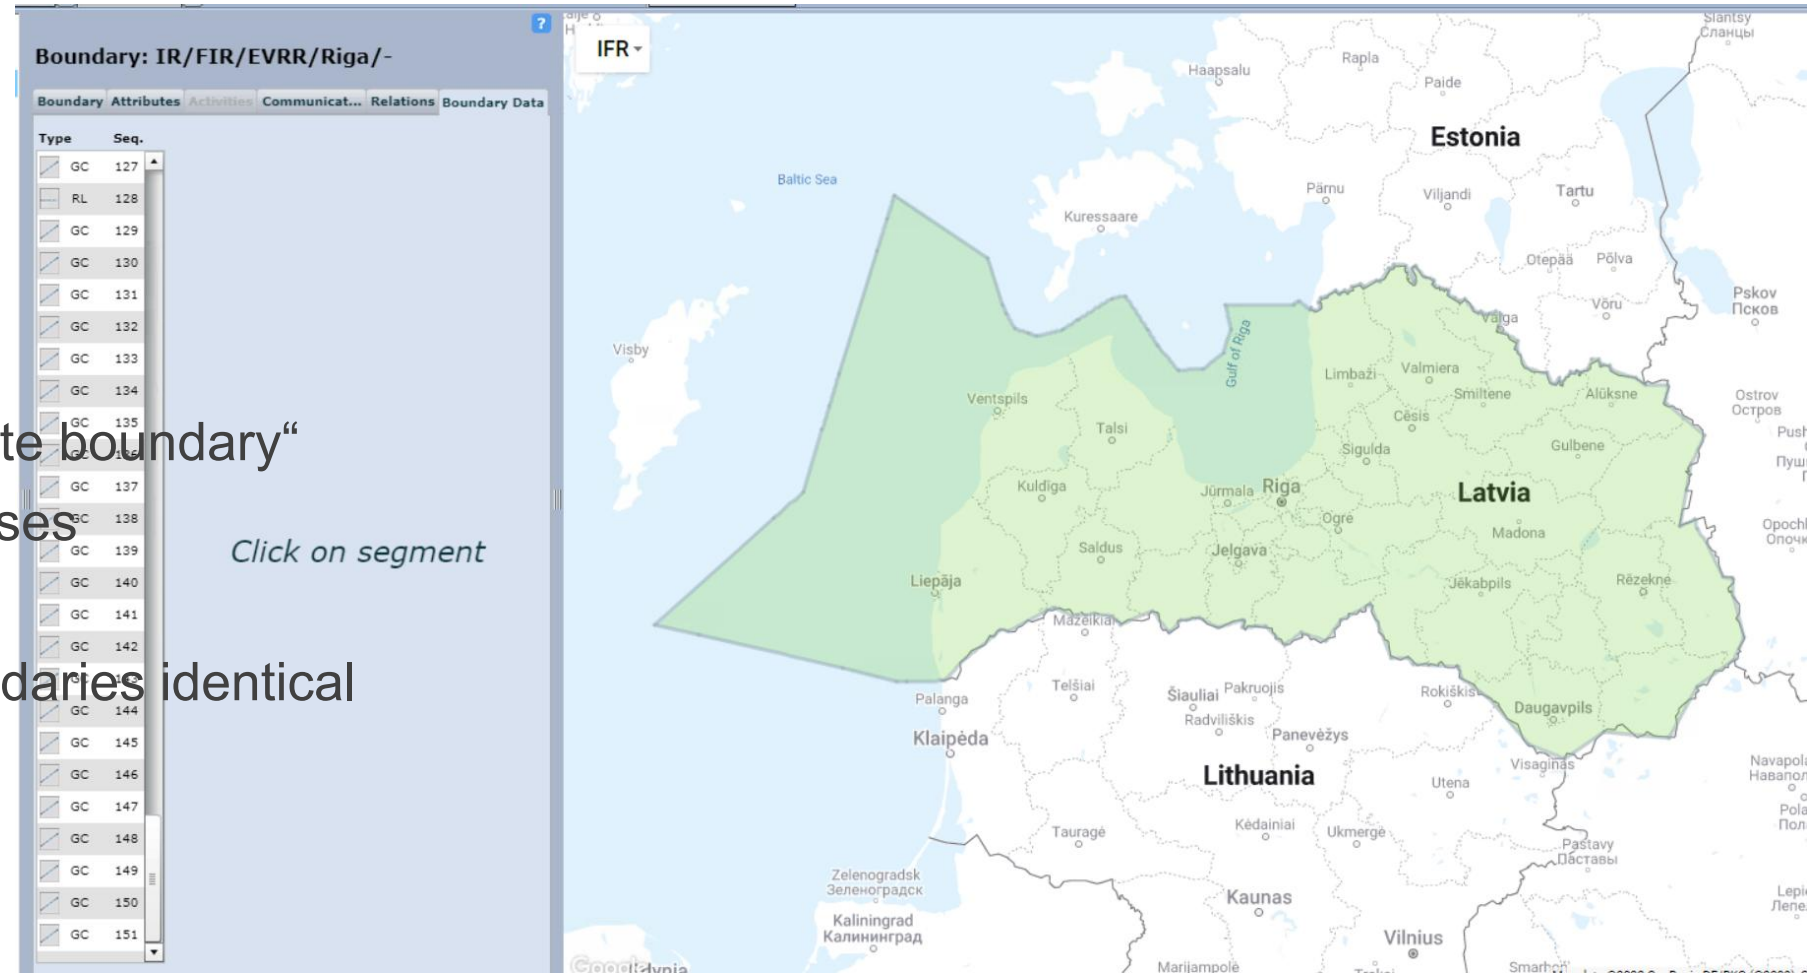 ?
Boundary: IR/FIR/EVRR/Riga/-
Boundary Attributes Activities Communicat... Relations Boundary Data
Type Seq.
GC 127
RL 128
GC 129
GC 130
GC 131
GC 132
GC 133
GC 134
GC 135
te boundary“
GC 136
GC 137
ses
GC 138
GC 139
Click on segment
GC 140
GC 141
GC 142
daries identical
143
GC 144
GC 145
GC 146
GC 147
GC 148
GC 149
GC 150
GC 151
IFR
Slantsy
Сланцы
Rapla
Haapsalu
Paide
Estonia
Baltic Sea
Pärnu
Viljandi
Tartu
Kuressaare
Otepää
Põlva
Pskov
Псков
Võru
Valga
Visby
Gulf of Riga
Limbaži
Valmiera
Smiltene
Alūksne
Ostrov
Остров
Ventspils
Talsi
Cēsis
Sigulda
Gulbene
Kuldīga
Jūrmala
Riga
Latvia
Ogre
Madona
Saldus
Jelgava
Liepāja
Jēkabpils
Rēzekne
Mažeikiai
Telšiai
Palanga
Šiauliai
Pakruojis
Radviliškis
Rokiškis
Daugavpils
Klaipėda
Panevėžys
Visaginas
Lithuania
Utena
Tauragė
Kėdainiai
Ukmergė
Pastavy
Паставы
Zelenogradsk
Зеленоградск
Kaunas
Kaliningrad
Калининград
Vilnius
Google
Gdynia
Marijampolė